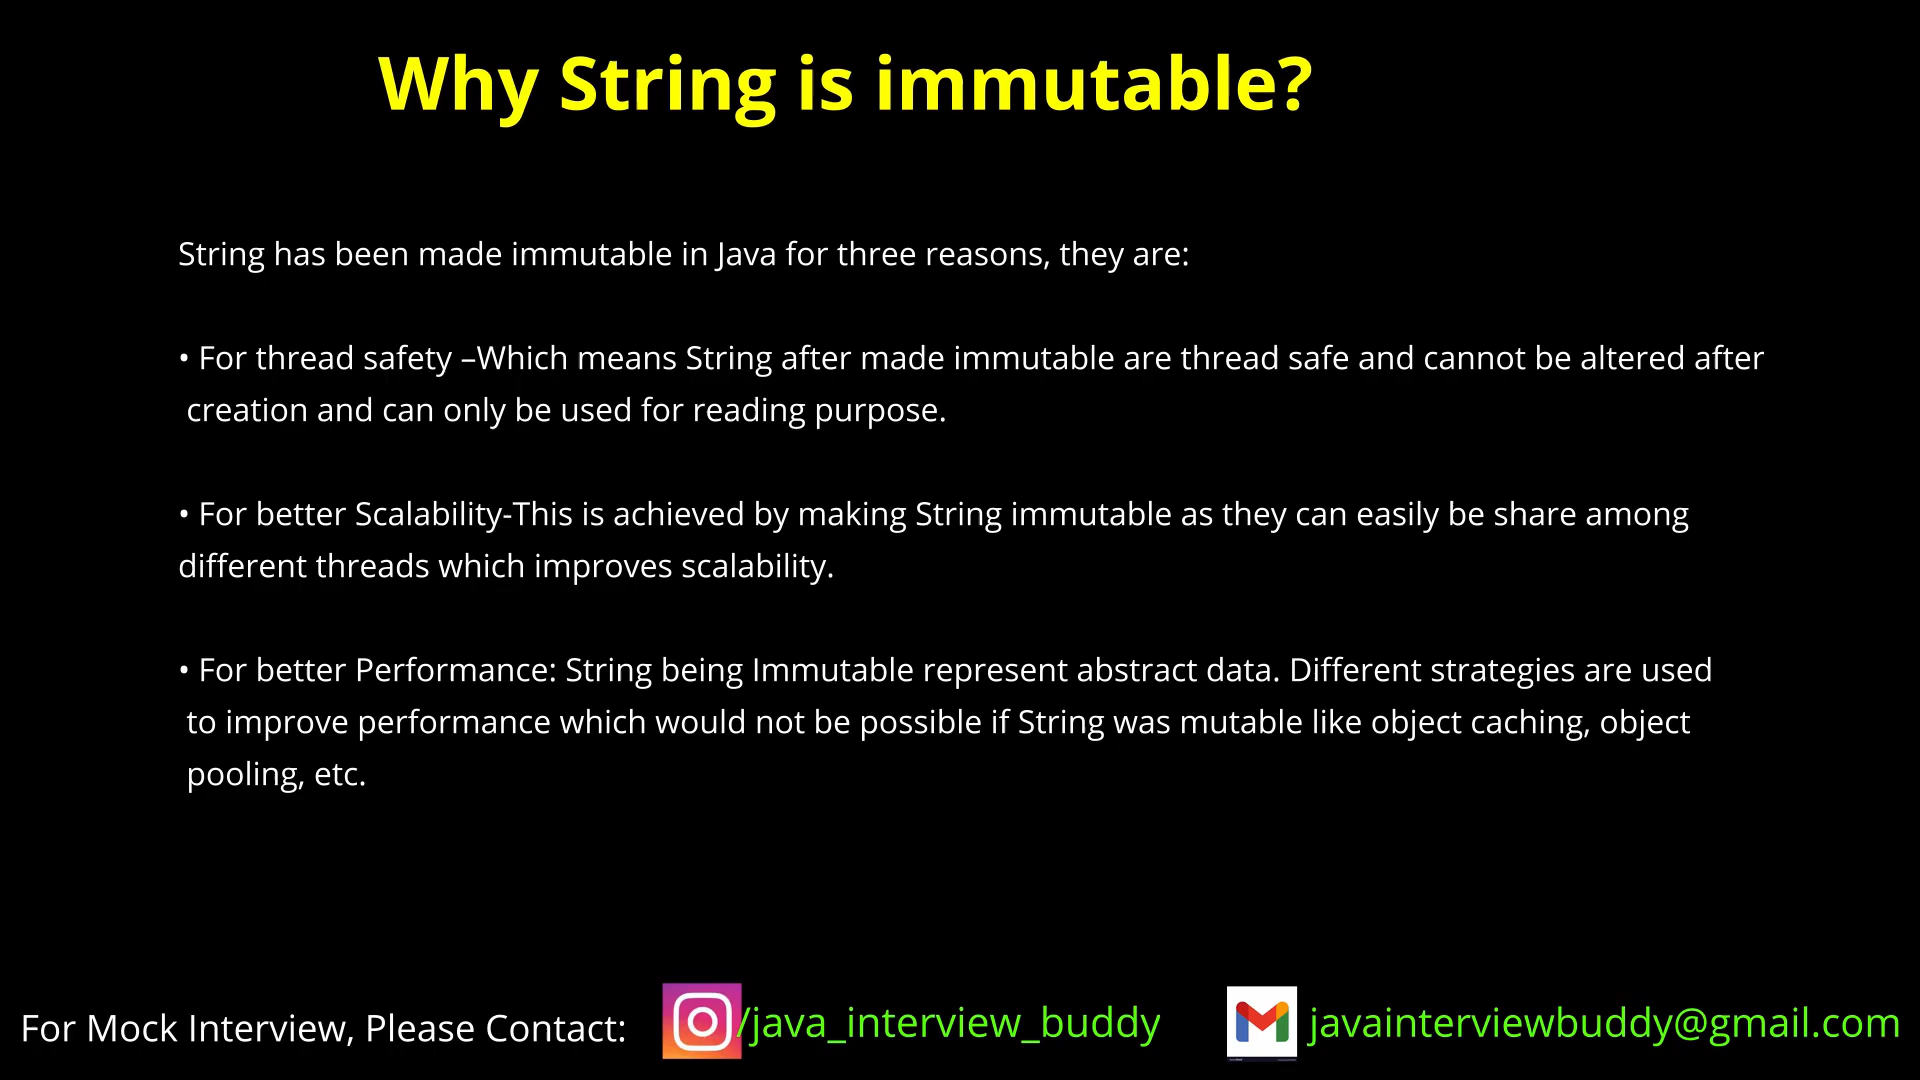 Why String is immutable?
String has been made immutable in Java for three reasons, they are:
• For thread safety –Which means String after made immutable are thread safe and cannot be altered after
creation and can only be used for reading purpose.
• For better Scalability-This is achieved by making String immutable as they can easily be share among
different threads which improves scalability.
• For better Performance: String being Immutable represent abstract data. Different strategies are used
to improve performance which would not be possible if String was mutable like object caching, object
pooling, etc.
For Mock Interview, Please Contact: /java_interview_buddy javainterviewbuddy@gmail.com